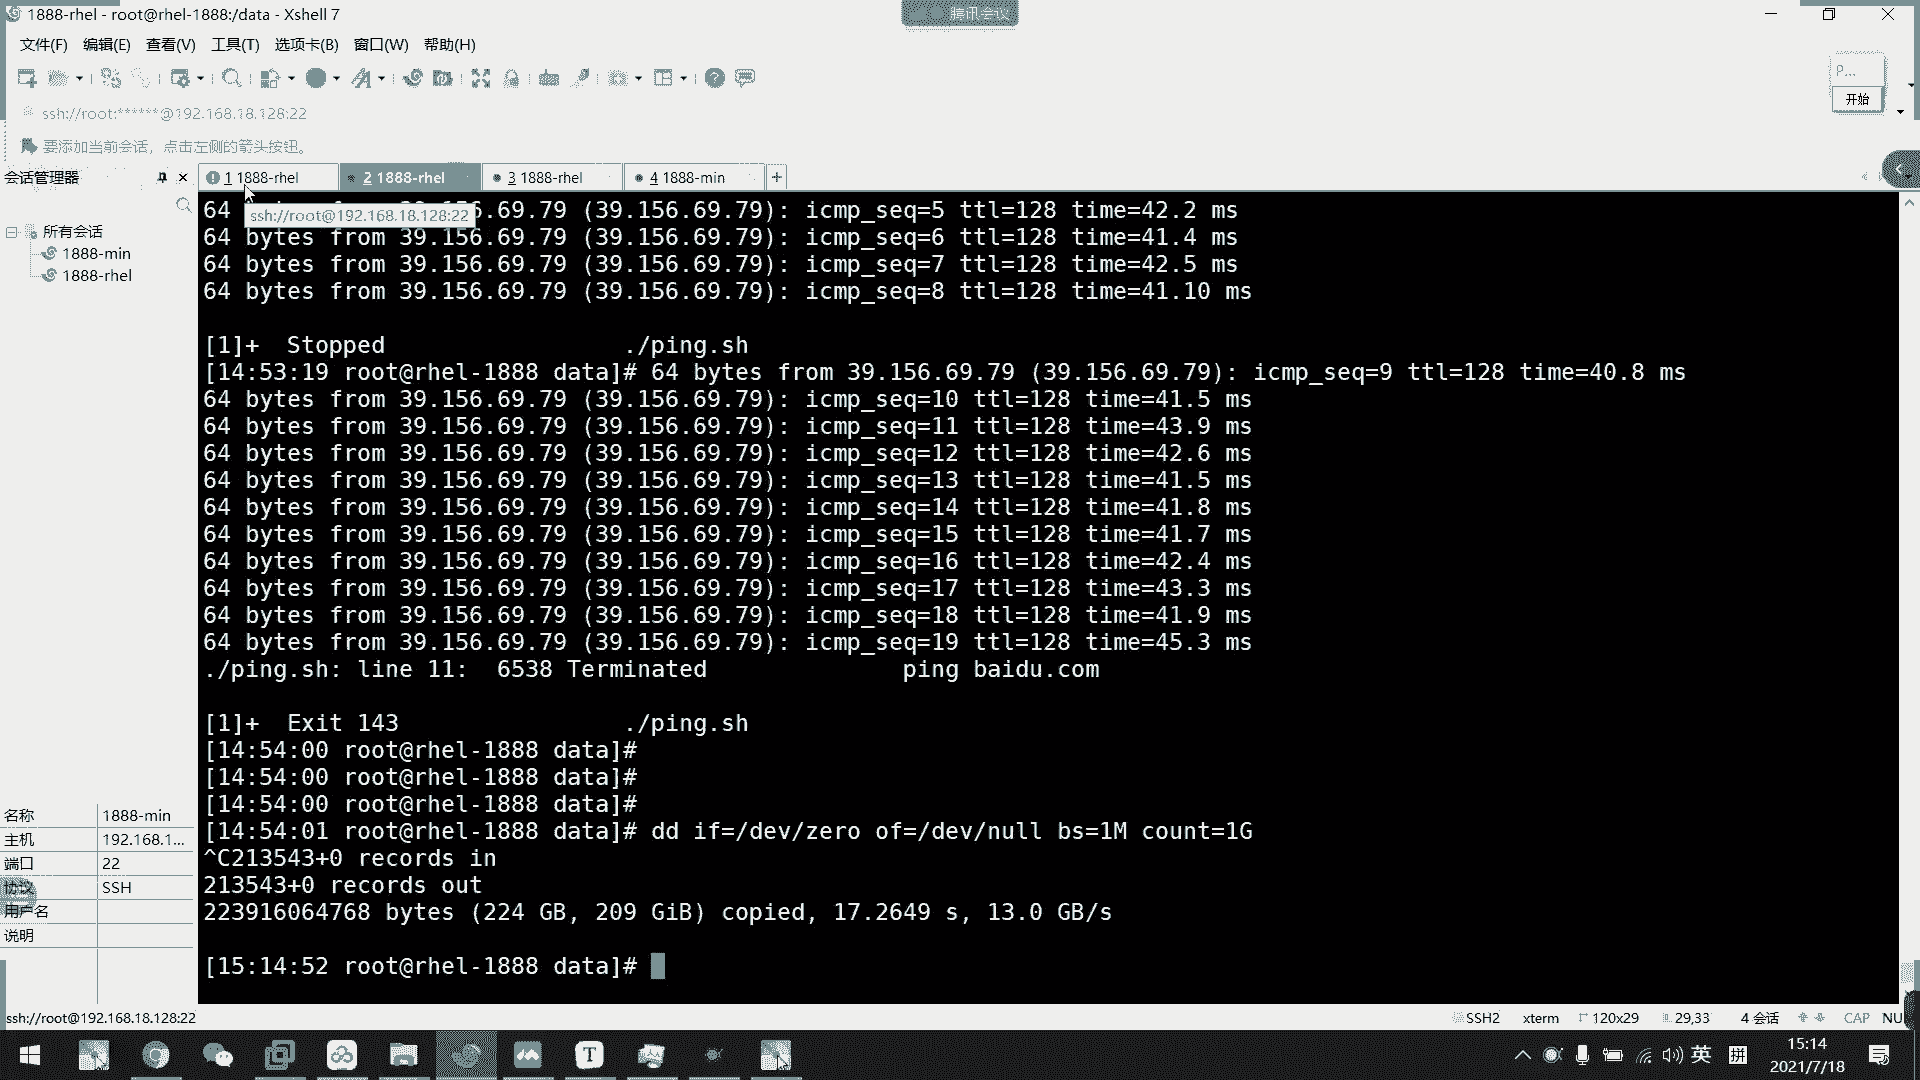 1888-rhel - root@rhel-1888:/data - Xshell 7
腾讯会议
文件(F) 编辑(E) 查看(V) 工具(T) 选项卡(B) 窗口(W) 帮助(H)
P...
开始
ssh://root:******@192.168.18.128:22
要添加当前会话，点击左侧的箭头按钮。
会话管理器
1 1888-rhel
2 1888-rhel
3 1888-rhel
4 1888-min
ssh://root@192.168.18.128:22
所有会话
1888-min
1888-rhel
64 5.69.79 (39.156.69.79): icmp_seq=5 ttl=128 time=42.2 ms
64 bytes from 39.156.69.79 (39.156.69.79): icmp_seq=6 ttl=128 time=41.4 ms
64 bytes from 39.156.69.79 (39.156.69.79): icmp_seq=7 ttl=128 time=42.5 ms
64 bytes from 39.156.69.79 (39.156.69.79): icmp_seq=8 ttl=128 time=41.10 ms
[1]+  Stopped                 ./ping.sh
[14:53:19 root@rhel-1888 data]# 64 bytes from 39.156.69.79 (39.156.69.79): icmp_seq=9 ttl=128 time=40.8 ms
64 bytes from 39.156.69.79 (39.156.69.79): icmp_seq=10 ttl=128 time=41.5 ms
64 bytes from 39.156.69.79 (39.156.69.79): icmp_seq=11 ttl=128 time=43.9 ms
64 bytes from 39.156.69.79 (39.156.69.79): icmp_seq=12 ttl=128 time=42.6 ms
64 bytes from 39.156.69.79 (39.156.69.79): icmp_seq=13 ttl=128 time=41.5 ms
64 bytes from 39.156.69.79 (39.156.69.79): icmp_seq=14 ttl=128 time=41.8 ms
64 bytes from 39.156.69.79 (39.156.69.79): icmp_seq=15 ttl=128 time=41.7 ms
64 bytes from 39.156.69.79 (39.156.69.79): icmp_seq=16 ttl=128 time=42.4 ms
64 bytes from 39.156.69.79 (39.156.69.79): icmp_seq=17 ttl=128 time=43.3 ms
64 bytes from 39.156.69.79 (39.156.69.79): icmp_seq=18 ttl=128 time=41.9 ms
64 bytes from 39.156.69.79 (39.156.69.79): icmp_seq=19 ttl=128 time=45.3 ms
./ping.sh: line 11:  6538 Terminated              ping baidu.com
[1]+  Exit 143                ./ping.sh
[14:54:00 root@rhel-1888 data]#
[14:54:00 root@rhel-1888 data]#
[14:54:00 root@rhel-1888 data]#
[14:54:01 root@rhel-1888 data]# dd if=/dev/zero of=/dev/null bs=1M count=1G
^C213543+0 records in
213543+0 records out
223916064768 bytes (224 GB, 209 GiB) copied, 17.2649 s, 13.0 GB/s
[15:14:52 root@rhel-1888 data]#
名称 1888-min
主机 192.168.1...
端口 22
协议 SSH
用户名
说明
ssh://root@192.168.18.128:22
SSH2 xterm 120x29 29,33 4 会话 CAP NU
英 拼
15:14
2021/7/18